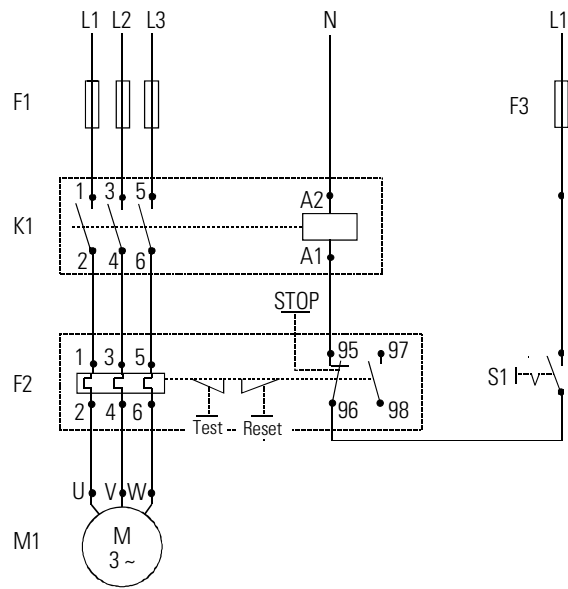 L1 L2 L3 N L1
F1 F3
1 3 5 A2
K1
2 4 6 A1
STOP
1 3 5 95 97
F2 S1
2 4 6 Test Reset 96 98
U V W
M1 M
3 ~